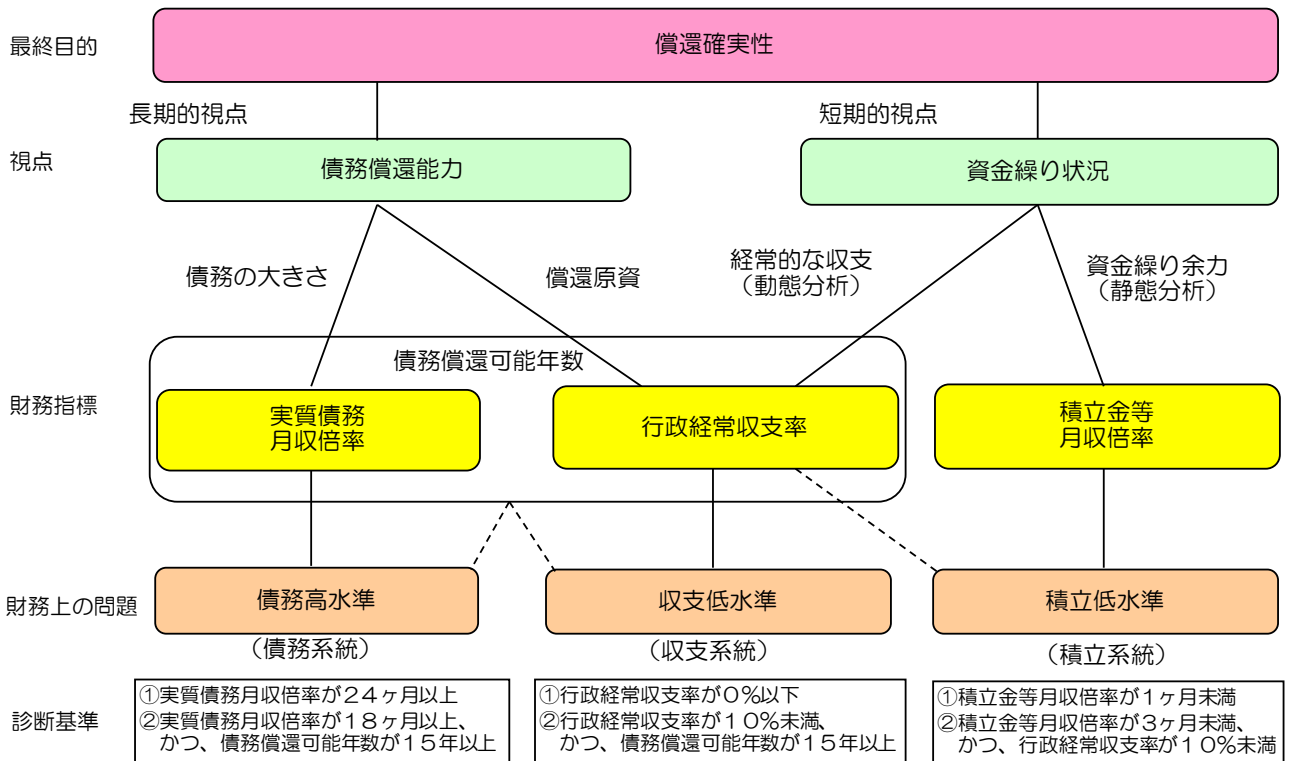 最終目的
償還確実性
長期的視点
短期的視点
視点
債務償還能力
資金繰り状況
債務の大きさ
償還原資
経常的な収支
（動態分析）
資金繰り余力
（静態分析）
債務償還可能年数
財務指標
実質債務
月収倍率
行政経常収支率
積立金等
月収倍率
財務上の問題
債務高水準
収支低水準
積立低水準
（債務系統）
（収支系統）
（積立系統）
診断基準
①実質債務月収倍率が２４ヶ月以上
②実質債務月収倍率が１８ヶ月以上、
かつ、債務償還可能年数が１５年以上
①行政経常収支率が０％以下
②行政経常収支率が１０％未満、
かつ、債務償還可能年数が１５年以上
①積立金等月収倍率が１ヶ月未満
②積立金等月収倍率が３ヶ月未満、
かつ、行政経常収支率が１０％未満